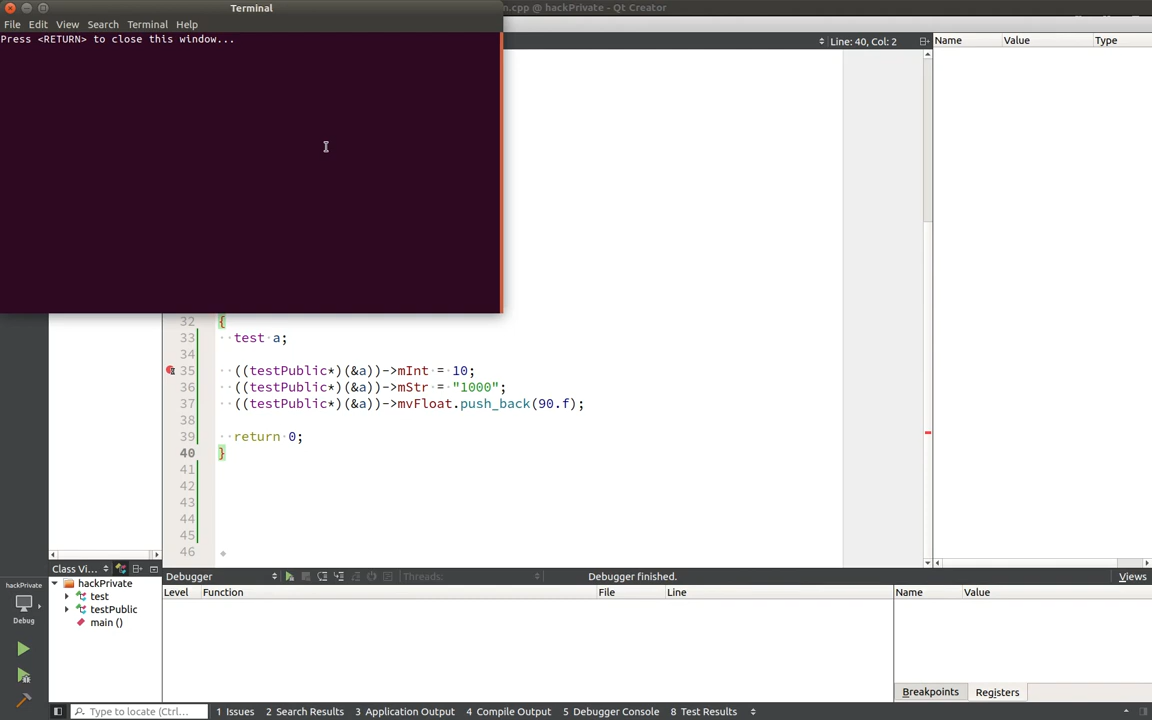 Terminal
n.cpp @ hackPrivate - Qt Creator
File Edit View Search Terminal Help
Press <RETURN> to close this window...
Line: 40, Col: 2
Name Value Type
32 {
33 test a;
34
35 ((testPublic*)(&a))->mInt = 10;
36 ((testPublic*)(&a))->mStr = "1000";
37 ((testPublic*)(&a))->mvFloat.push_back(90.f);
38
39 return 0;
40 }
41
42
43
44
45
46
Class Vi...
Debugger
Threads:
Debugger finished.
Views
hackPrivate
test
testPublic
main ()
Level Function File Line
Name Value
hackPrivate
Debug
Breakpoints Registers
Type to locate (Ctrl...
1 Issues 2 Search Results 3 Application Output 4 Compile Output 5 Debugger Console 8 Test Results